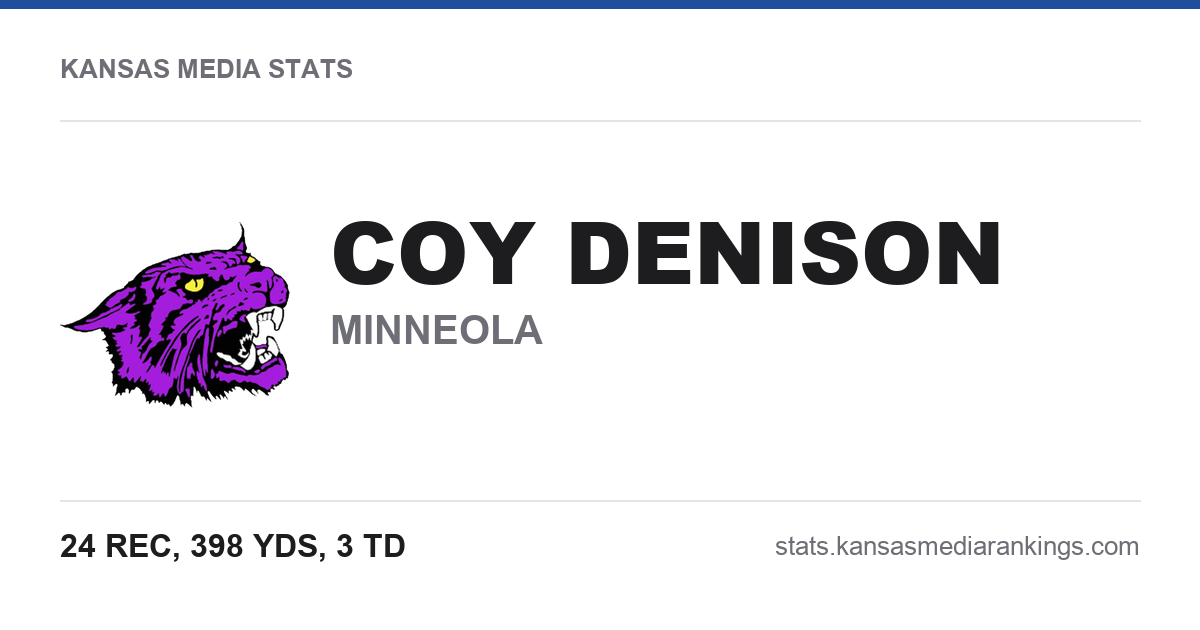 KANSAS MEDIA STATS
COY DENISON
MINNEOLA
24 REC, 398 YDS, 3 TD
stats.kansasmediarankings.com